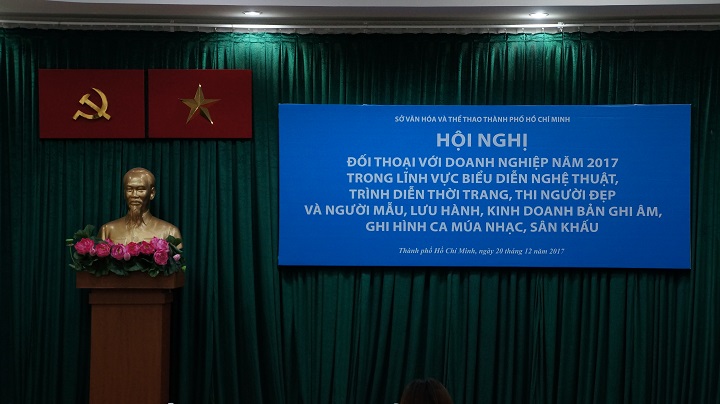 SỞ VĂN HÓA VÀ THỂ THAO THÀNH PHỐ HỒ CHÍ MINH
HỘI NGHỊ
ĐỐI THOẠI VỚI DOANH NGHIỆP NĂM 2017
TRONG LĨNH VỰC BIỂU DIỄN NGHỆ THUẬT,
TRÌNH DIỄN THỜI TRANG, THI NGƯỜI ĐẸP
VÀ NGƯỜI MẪU, LƯU HÀNH, KINH DOANH BẢN GHI ÂM,
GHI HÌNH CA MÚA NHẠC, SÂN KHẤU
Thành phố Hồ Chí Minh, ngày 20 tháng 12 năm 2017